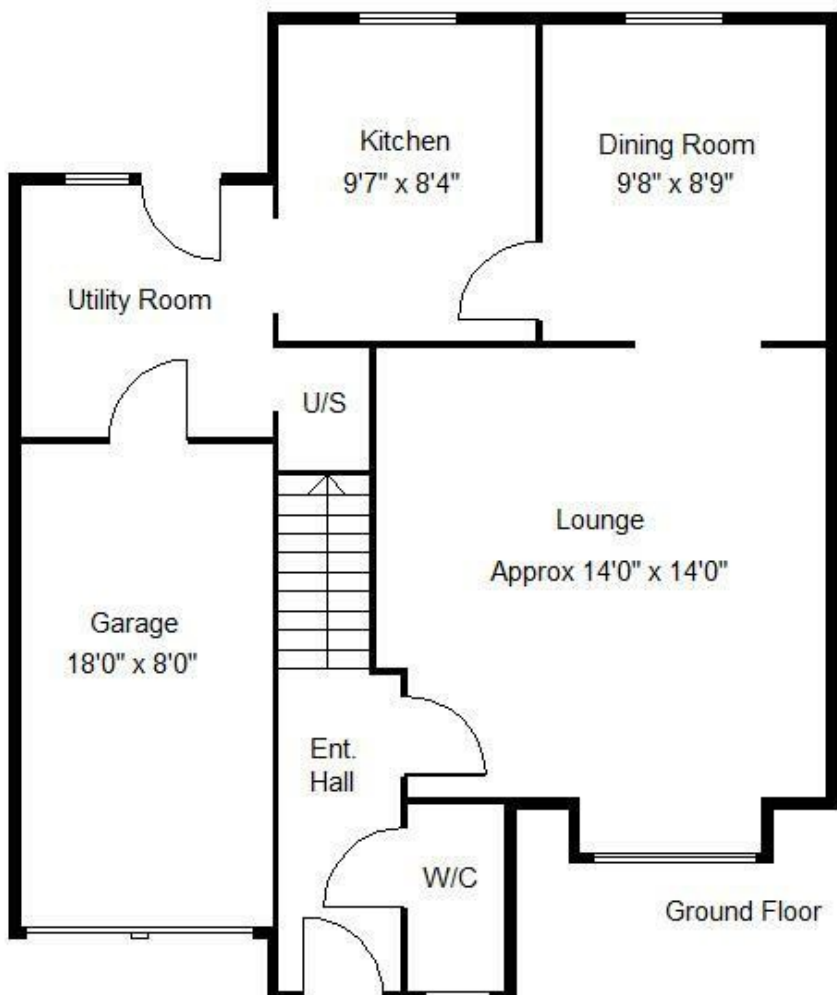 Kitchen
9'7" x 8'4"
Dining Room
9'8" x 8'9"
Utility Room
U/S
Lounge
Approx 14'0" x 14'0"
Garage
18'0" x 8'0"
Ent.
Hall
W/C
Ground Floor